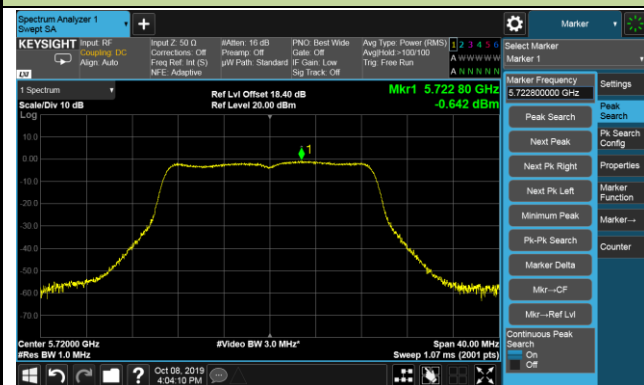 Spectrum Analyzer 1
Swept SA
Marker
KEYSIGHT
Input: RF
Coupling: DC
Align: Auto
Input Z: 50 Ω
Corrections: Off
Freq Ref: Int (S)
NFE: Adaptive
#Atten: 16 dB
Preamp: Off
µW Path: Standard
PNO: Best Wide
Gate: Off
IF Gain: Low
Sig Track: Off
Avg Type: Power (RMS)
Avg|Hold:>100/100
Trig: Free Run
1 2 3 4 5 6
A W W W W W
A N N N N N
LXI
Select Marker
Marker 1
1 Spectrum
Scale/Div 10 dB
Log
Ref Lvl Offset 18.40 dB
Ref Level 20.00 dBm
Mkr1 5.722 80 GHz
-0.642 dBm
10.0
0.00
-10.0
-20.0
-30.0
-40.0
-50.0
-60.0
-70.0
1
Center 5.72000 GHz
#Res BW 1.0 MHz
#Video BW 3.0 MHz*
Span 40.00 MHz
Sweep 1.07 ms (2001 pts)
Marker Frequency
5.722800000 GHz
Peak Search
Next Peak
Next Pk Right
Next Pk Left
Minimum Peak
Pk-Pk Search
Marker Delta
Mkr→CF
Mkr→Ref Lvl
Continuous Peak
Search
On
Off
Settings
Peak
Search
Pk Search
Config
Properties
Marker
Function
Marker→
Counter
?
Oct 08, 2019
4:04:10 PM